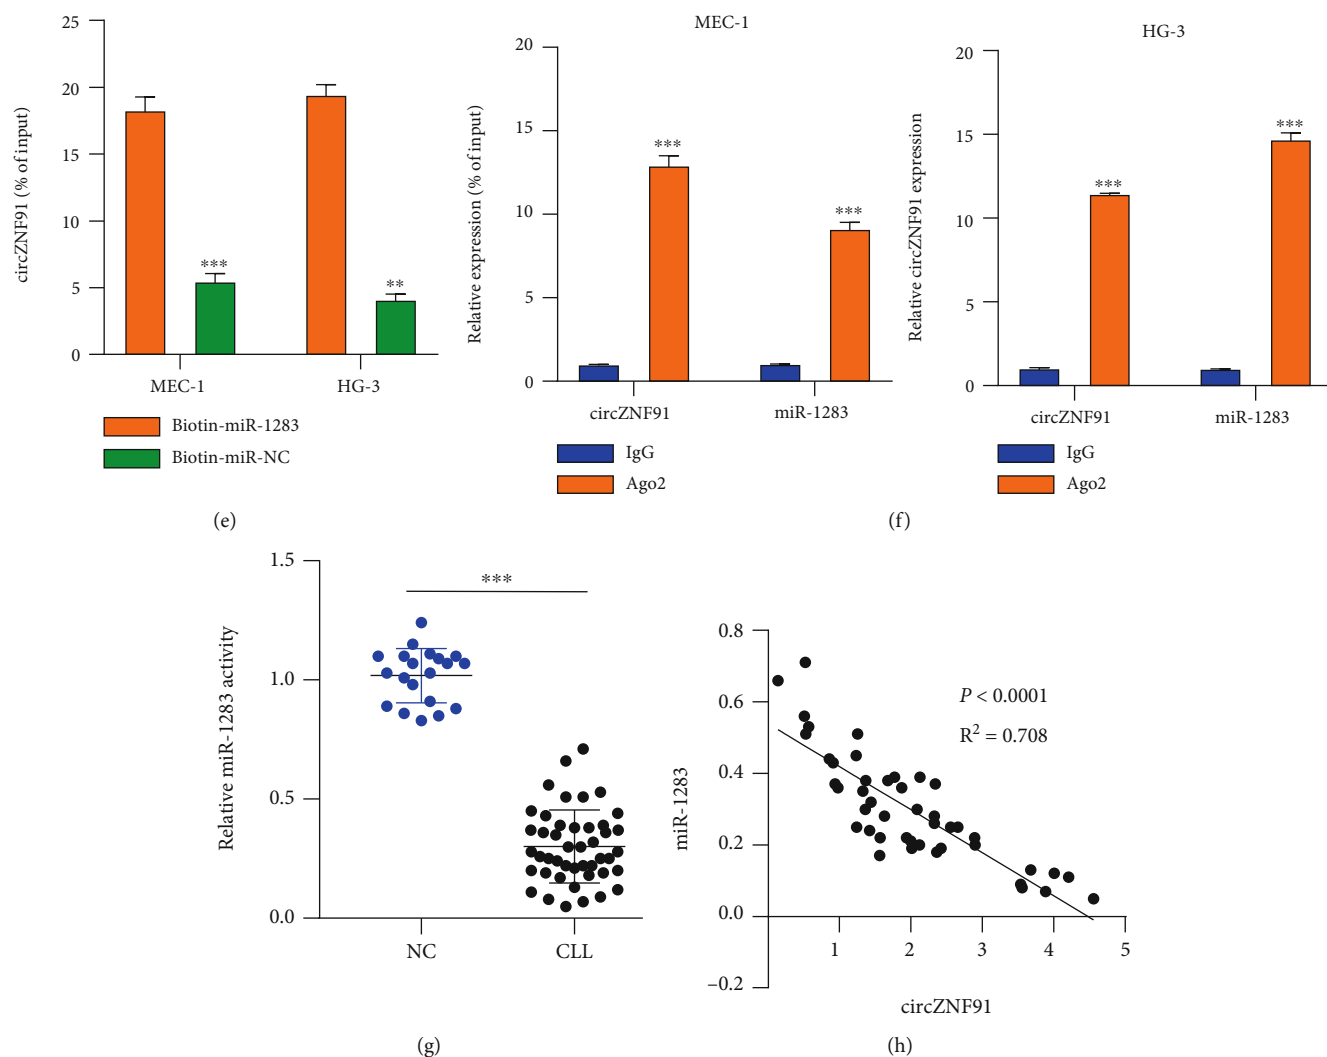 25
20
15
10
5
0
circZNF91 (% of input)
***
**
MEC-1
HG-3
Biotin-miR-1283
Biotin-miR-NC
(e)
MEC-1
20
15
10
5
0
Relative expression (% of input)
***
***
circZNF91
miR-1283
IgG
Ago2
HG-3
20
15
10
5
0
Relative circZNF91 expression
***
***
circZNF91
miR-1283
IgG
Ago2
(f)
1.5
1.0
0.5
0.0
Relative miR-1283 activity
***
NC
CLL
(g)
0.8
0.6
0.4
0.2
0.0
−0.2
miR-1283
P < 0.0001
R² = 0.708
1
2
3
4
5
circZNF91
(h)